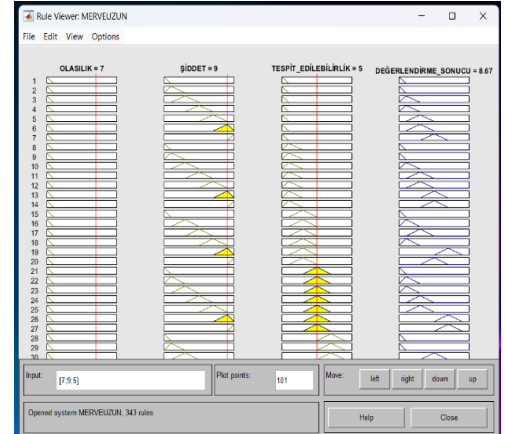 Rule Viewer: MERVEUZUN
File Edit View Options
OLASILIK = 7
ŞİDDET = 9
TESPİT_EDİLEBİLİRLİK = 5
DEĞERLENDİRME_SONUCU = 8.67
1
2
3
4
5
6
7
8
9
10
11
12
13
14
15
16
17
18
19
20
21
22
23
24
25
26
27
28
29
30
Input: [7;9;5]
Plot points: 101
Move: left right down up
Opened system MERVEUZUN, 343 rules
Help Close